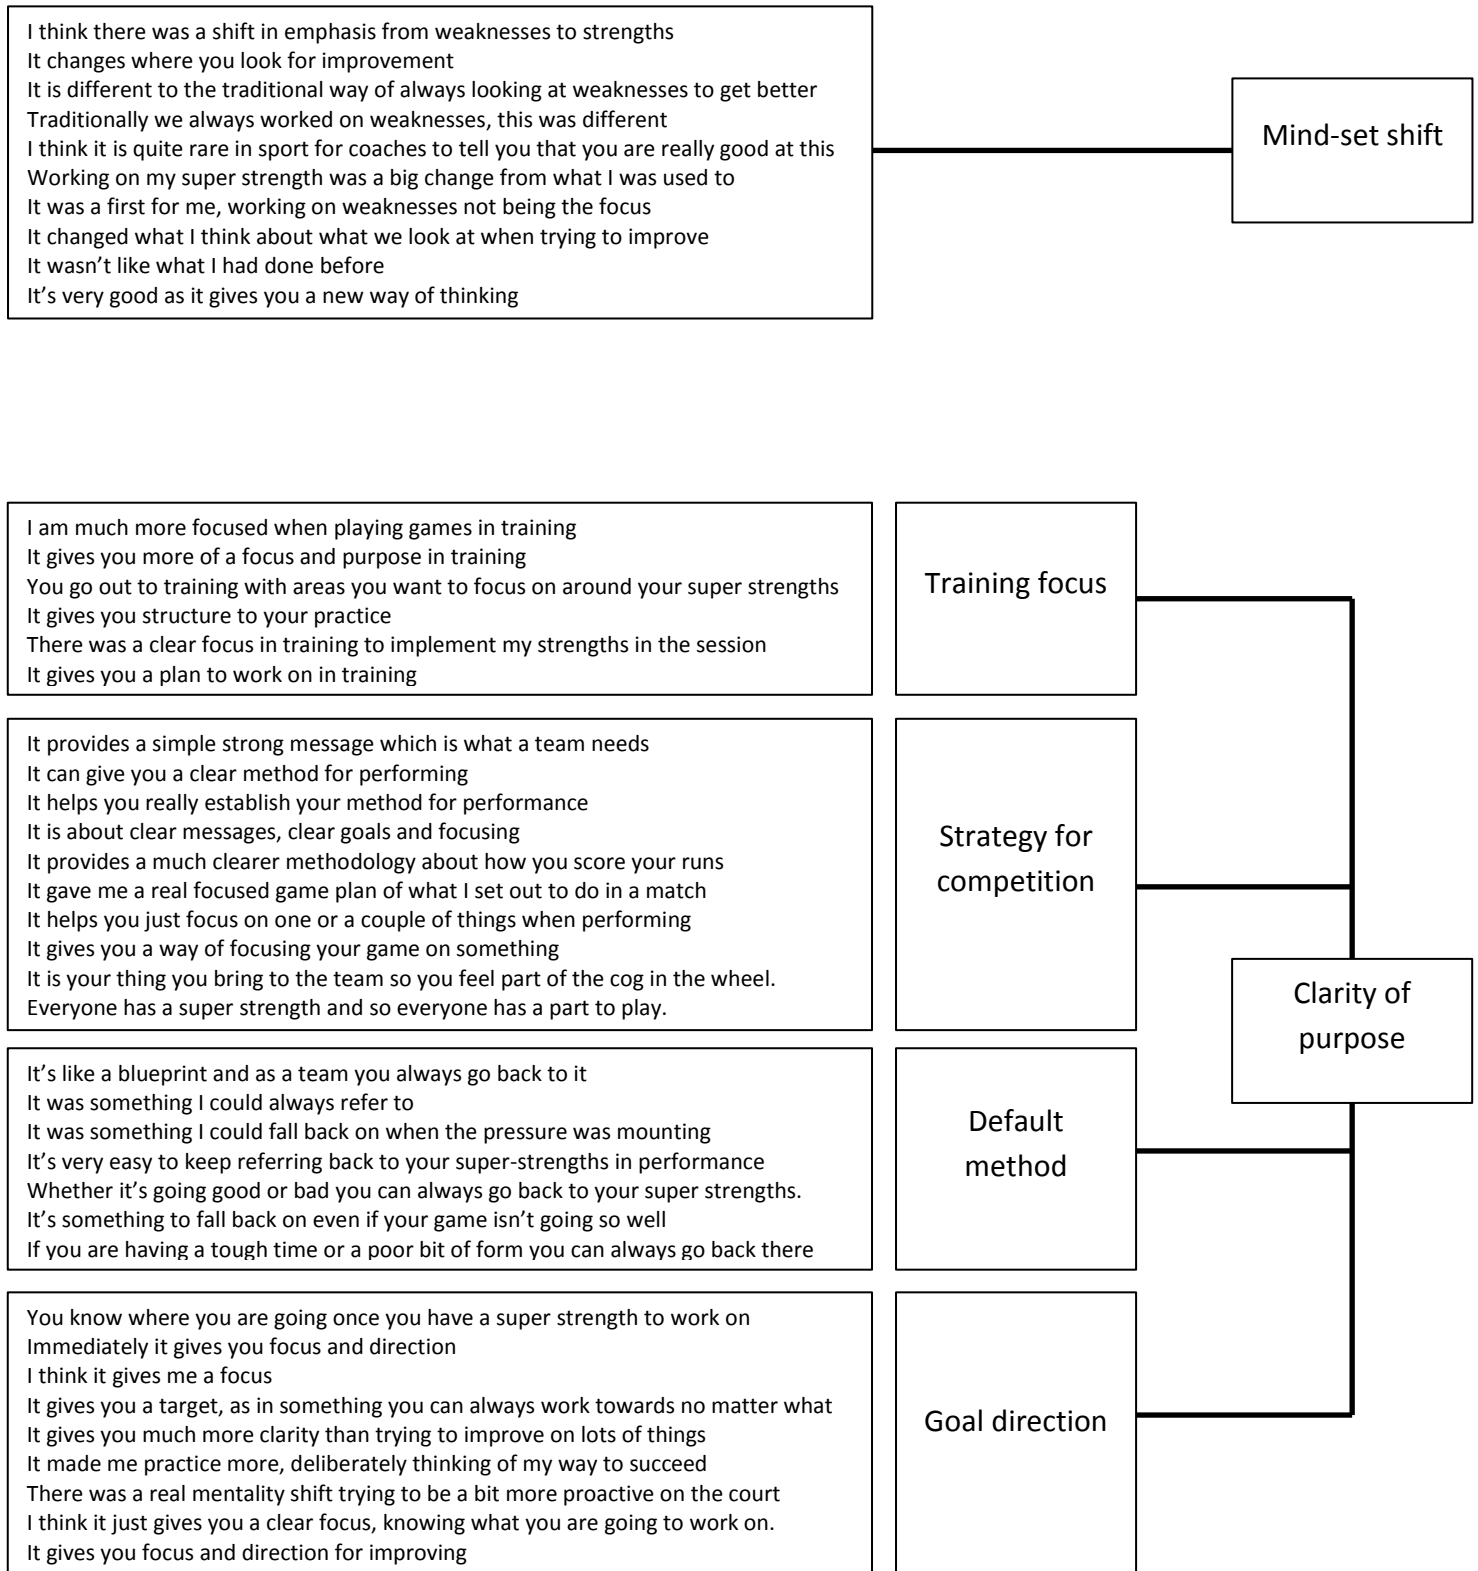 I think there was a shift in emphasis from weaknesses to strengths
It changes where you look for improvement
It is different to the traditional way of always looking at weaknesses to get better
Traditionally we always worked on weaknesses, this was different
I think it is quite rare in sport for coaches to tell you that you are really good at this
Working on my super strength was a big change from what I was used to
It was a first for me, working on weaknesses not being the focus
It changed what I think about what we look at when trying to improve
It wasn’t like what I had done before
It’s very good as it gives you a new way of thinking
Mind-set shift
I am much more focused when playing games in training
It gives you more of a focus and purpose in training
You go out to training with areas you want to focus on around your super strengths
It gives you structure to your practice
There was a clear focus in training to implement my strengths in the session
It gives you a plan to work on in training
Training focus
It provides a simple strong message which is what a team needs
It can give you a clear method for performing
It helps you really establish your method for performance
It is about clear messages, clear goals and focusing
It provides a much clearer methodology about how you score your runs
It gave me a real focused game plan of what I set out to do in a match
It helps you just focus on one or a couple of things when performing
It gives you a way of focusing your game on something
It is your thing you bring to the team so you feel part of the cog in the wheel.
Everyone has a super strength and so everyone has a part to play.
Strategy for
competition
Clarity of
purpose
It’s like a blueprint and as a team you always go back to it
It was something I could always refer to
It was something I could fall back on when the pressure was mounting
It’s very easy to keep referring back to your super-strengths in performance
Whether it’s going good or bad you can always go back to your super strengths.
It’s something to fall back on even if your game isn’t going so well
If you are having a tough time or a poor bit of form you can always go back there
Default
method
You know where you are going once you have a super strength to work on
Immediately it gives you focus and direction
I think it gives me a focus
It gives you a target, as in something you can always work towards no matter what
It gives you much more clarity than trying to improve on lots of things
It made me practice more, deliberately thinking of my way to succeed
There was a real mentality shift trying to be a bit more proactive on the court
I think it just gives you a clear focus, knowing what you are going to work on.
It gives you focus and direction for improving
Goal direction